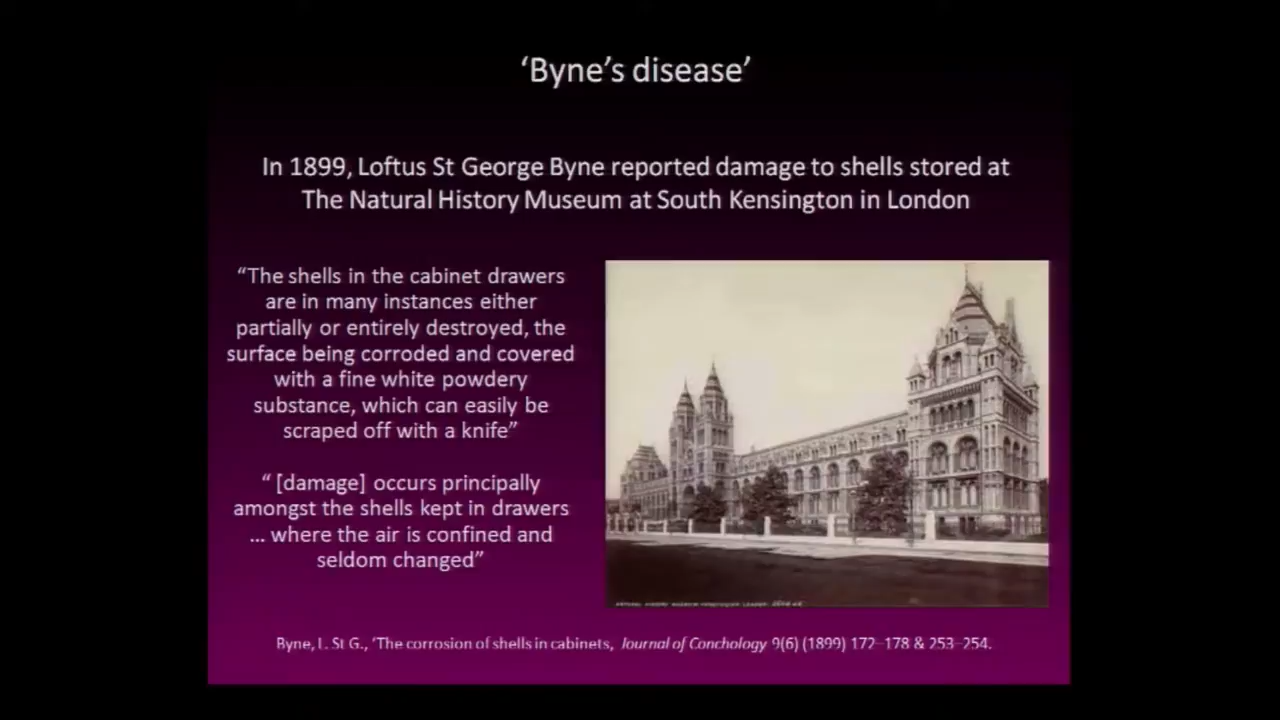 ‘Byne’s disease’
In 1899, Loftus St George Byne reported damage to shells stored at
The Natural History Museum at South Kensington in London
“The shells in the cabinet drawers
are in many instances either
partially or entirely destroyed, the
surface being corroded and covered
with a fine white powdery
substance, which can easily be
scraped off with a knife”
“ [damage] occurs principally
amongst the shells kept in drawers
... where the air is confined and
seldom changed”
Byne, L. St G., ‘The corrosion of shells in cabinets, Journal of Conchology 9(6) (1899) 172–178 & 253–254.